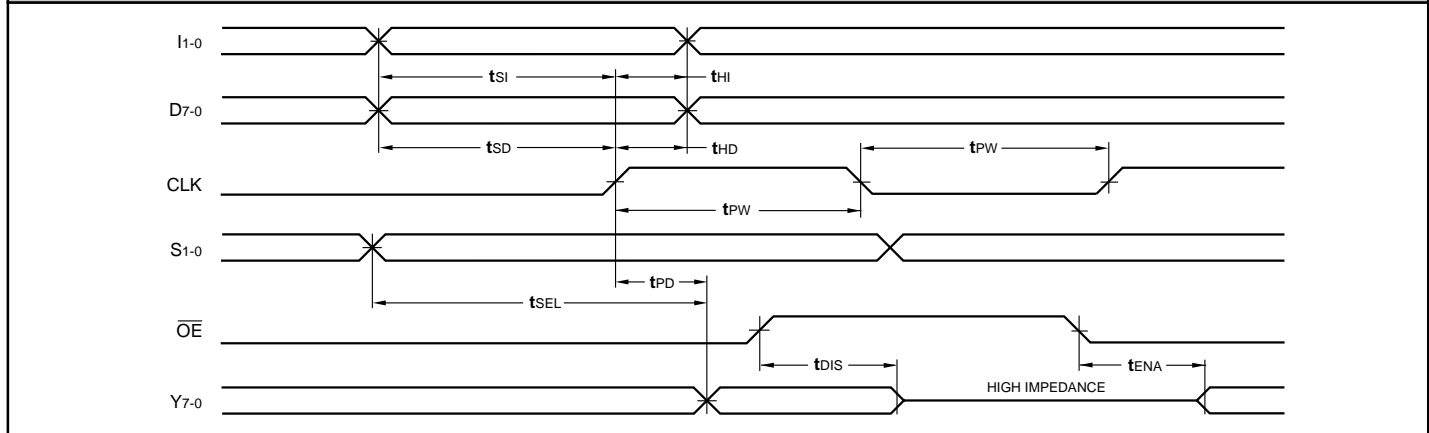 I1-0
tSI
tHI
D7-0
tSD
tHD
tPW
CLK
tPW
S1-0
tPD
tSEL
OE
tDIS
tENA
HIGH IMPEDANCE
Y7-0